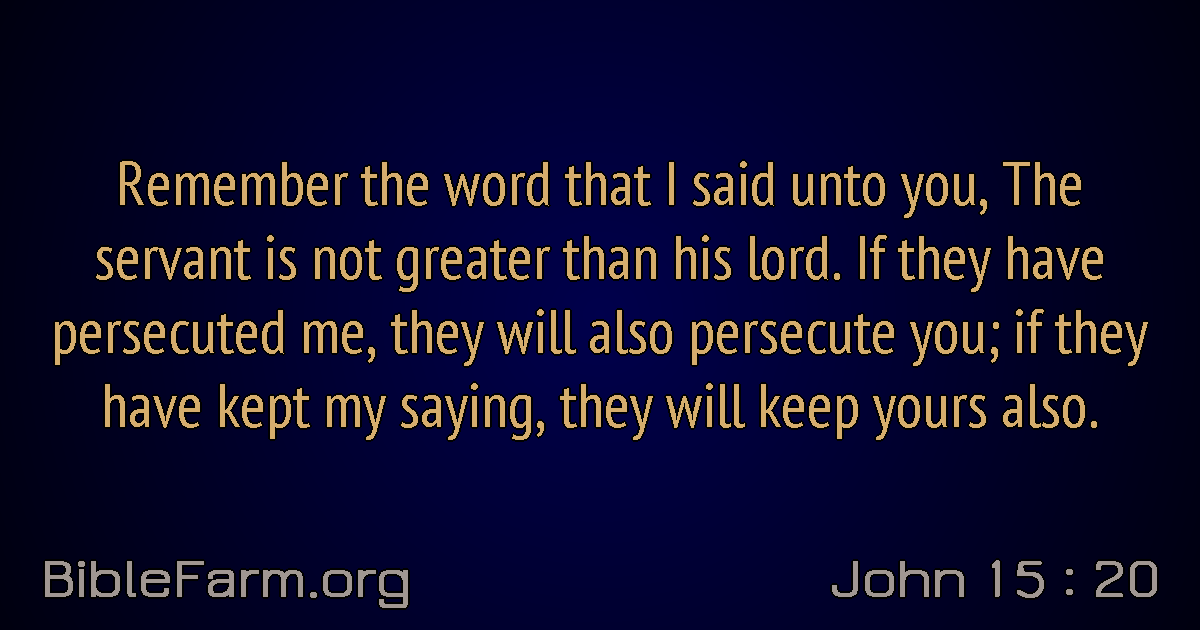 Remember the word that I said unto you, The
servant is not greater than his lord. If they have
persecuted me, they will also persecute you; if they
have kept my saying, they will keep yours also.
BibleFarm.org
John 15 : 20